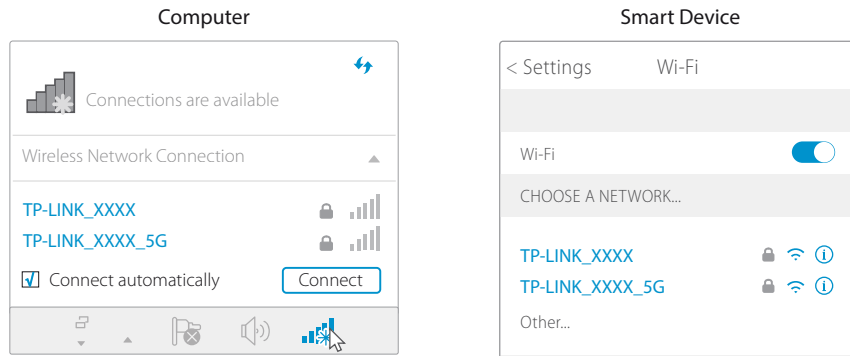 Computer
Connections are available
Wireless Network Connection
TP-LINK_XXXX
TP-LINK_XXXX_5G
Connect automatically
Connect
Smart Device
< Settings
Wi-Fi
Wi-Fi
CHOOSE A NETWORK...
TP-LINK_XXXX
TP-LINK_XXXX_5G
Other...